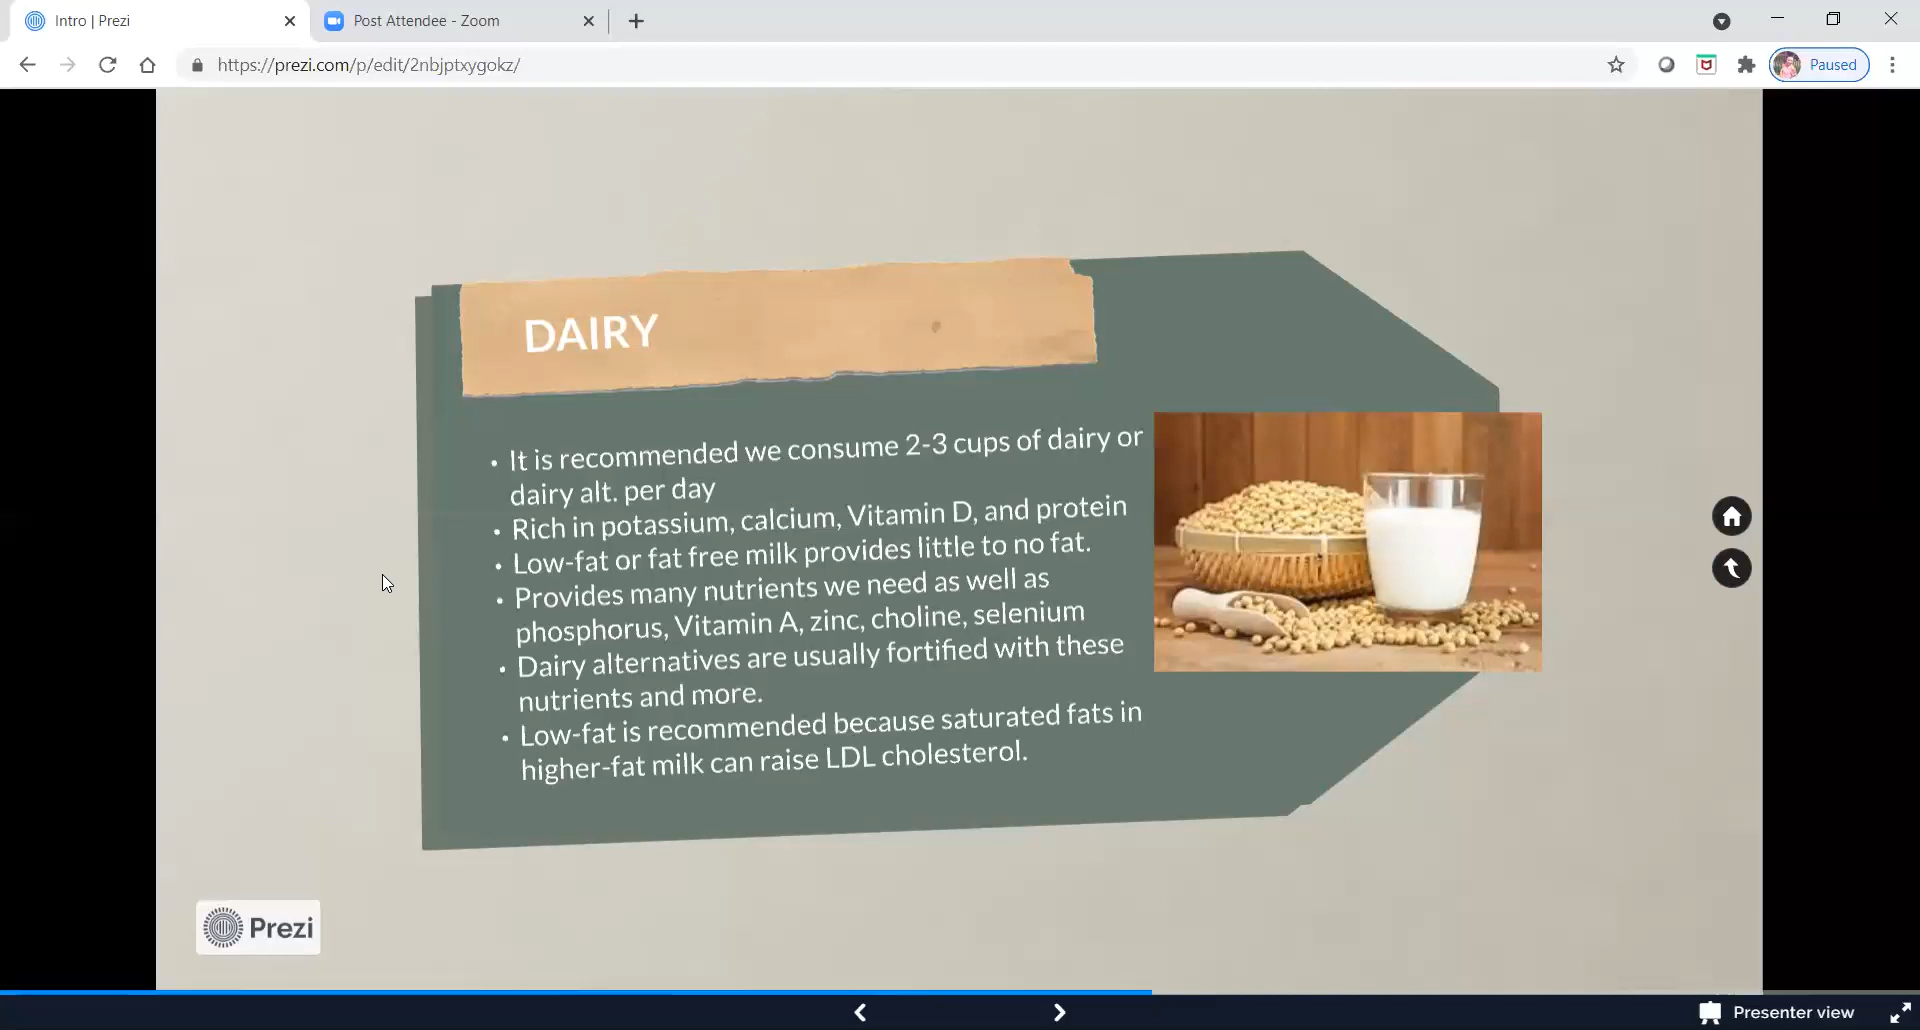 Intro | Prezi
Post Attendee - Zoom
https://prezi.com/p/edit/2nbjptxygokz/
Paused
DAIRY
• It is recommended we consume 2-3 cups of dairy or
dairy alt. per day
• Rich in potassium, calcium, Vitamin D, and protein
• Low-fat or fat free milk provides little to no fat.
• Provides many nutrients we need as well as
phosphorus, Vitamin A, zinc, choline, selenium
• Dairy alternatives are usually fortified with these
nutrients and more.
• Low-fat is recommended because saturated fats in
higher-fat milk can raise LDL cholesterol.
Prezi
Presenter view